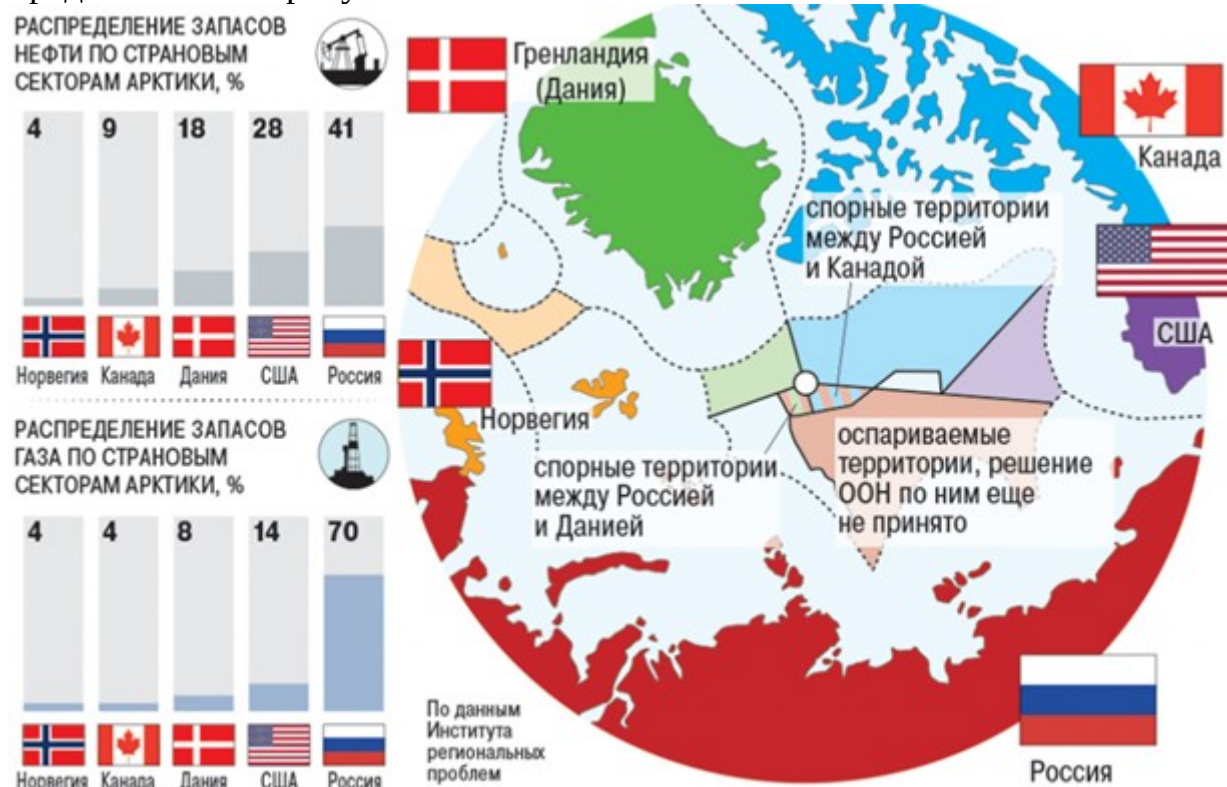 РАСПРЕДЕЛЕНИЕ ЗАПАСОВ
НЕФТИ ПО СТРАНОВЫМ
СЕКТОРАМ АРКТИКИ, %
4 9 18 28 41
Норвегия Канада Дания США Россия
РАСПРЕДЕЛЕНИЕ ЗАПАСОВ
ГАЗА ПО СТРАНОВЫМ
СЕКТОРАМ АРКТИКИ, %
4 4 8 14 70
Норвегия Канада Дания США Россия
Гренландия
(Дания)
Канада
спорные территории
между Россией
и Канадой
США
Норвегия
спорные территории
между Россией
и Данией
оспариваемые
территории, решение
ООН по ним еще
не принято
По данным
Института
региональных
проблем
Россия